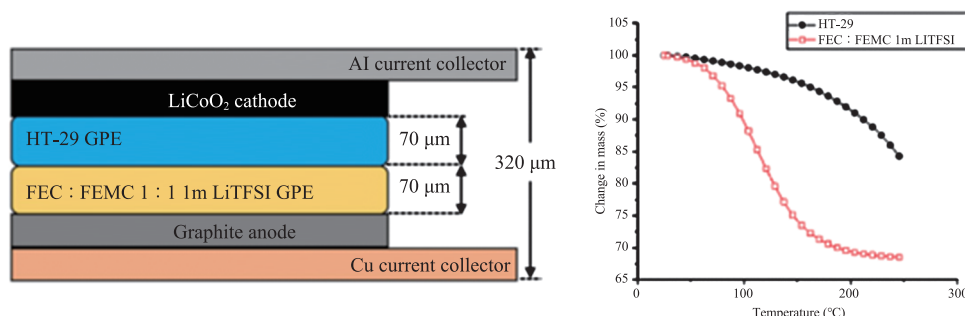 Al current collector
LiCoO₂ cathode
HT-29 GPE
70 μm
320 μm
FEC : FEMC 1 : 1 1m LiTFSI GPE
70 μm
Graphite anode
Cu current collector
HT-29
FEC : FEMC 1m LITFSI
Change in mass (%)
100
95
90
85
80
75
70
65
0
100
200
300
Temperature (°C)